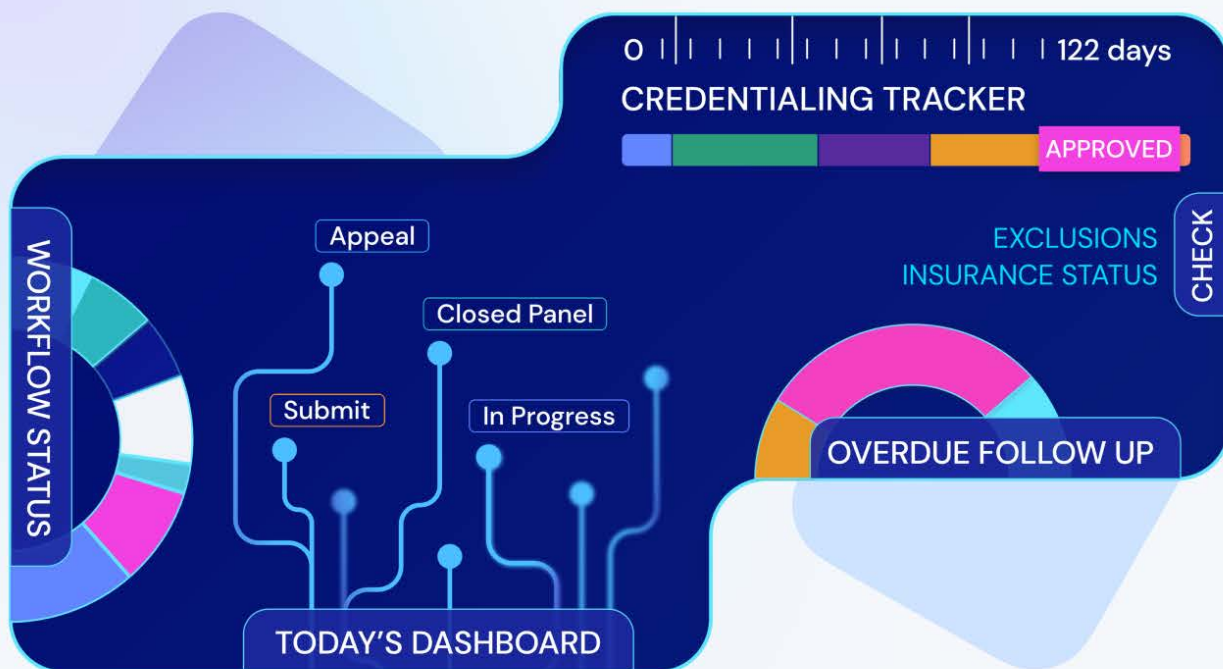 0 122 days
CREDENTIALING TRACKER
APPROVED
EXCLUSIONS
INSURANCE STATUS
CHECK
WORKFLOW STATUS
Appeal
Closed Panel
Submit
In Progress
OVERDUE FOLLOW UP
TODAY'S DASHBOARD